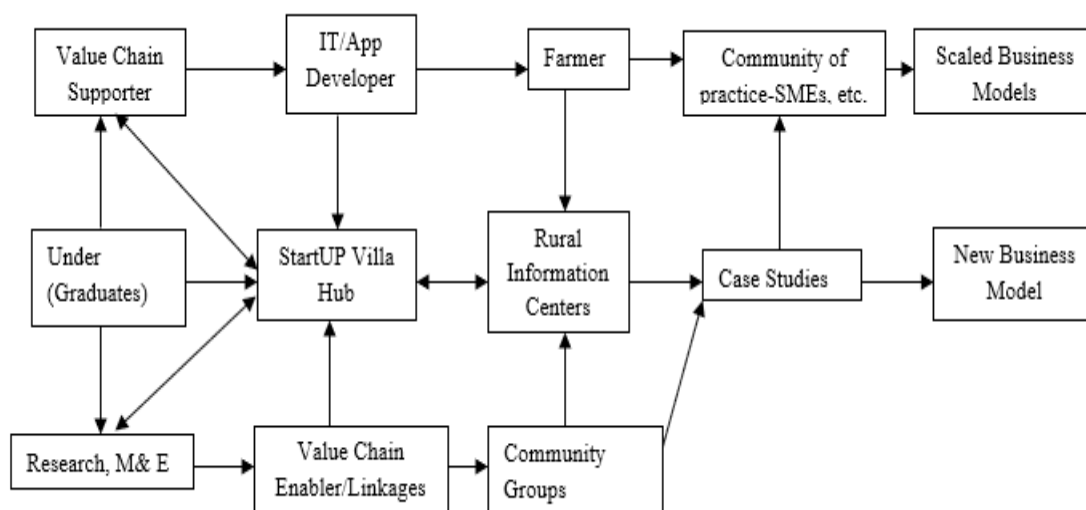 Value Chain
Supporter
IT/App
Developer
Farmer
Community of
practice-SMEs, etc.
Scaled Business
Models
Under
(Graduates)
StartUP Villa
Hub
Rural
Information
Centers
Case Studies
New Business
Model
Research, M& E
Value Chain
Enabler/Linkages
Community
Groups